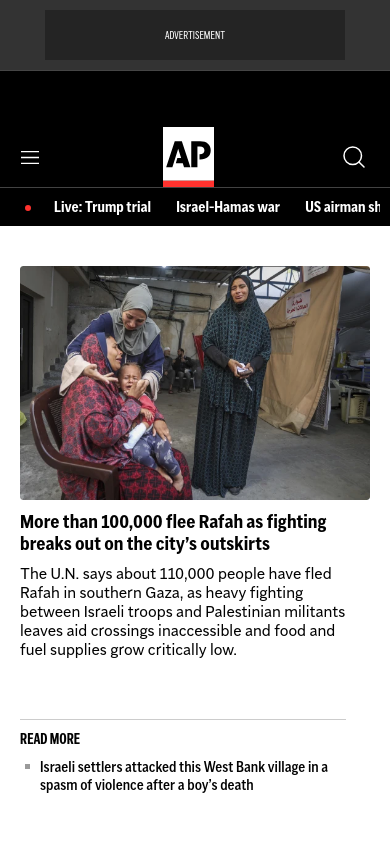 ADVERTISEMENT
AP
Live: Trump trial Israel-Hamas war US airman sh
More than 100,000 flee Rafah as fighting
breaks out on the city's outskirts
The U.N. says about 110,000 people have fled
Rafah in southern Gaza, as heavy fighting
between Israeli troops and Palestinian militants
leaves aid crossings inaccessible and food and
fuel supplies grow critically low.
READ MORE
Israeli settlers attacked this West Bank village in a
spasm of violence after a boy's death